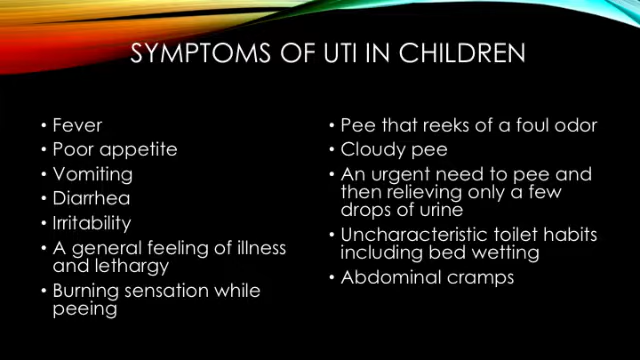 SYMPTOMS OF UTI IN CHILDREN
• Fever
• Poor appetite
• Vomiting
• Diarrhea
• Irritability
• A general feeling of illness
and lethargy
• Burning sensation while
peeing
• Pee that reeks of a foul odor
• Cloudy pee
• An urgent need to pee and
then relieving only a few
drops of urine
• Uncharacteristic toilet habits
including bed wetting
• Abdominal cramps